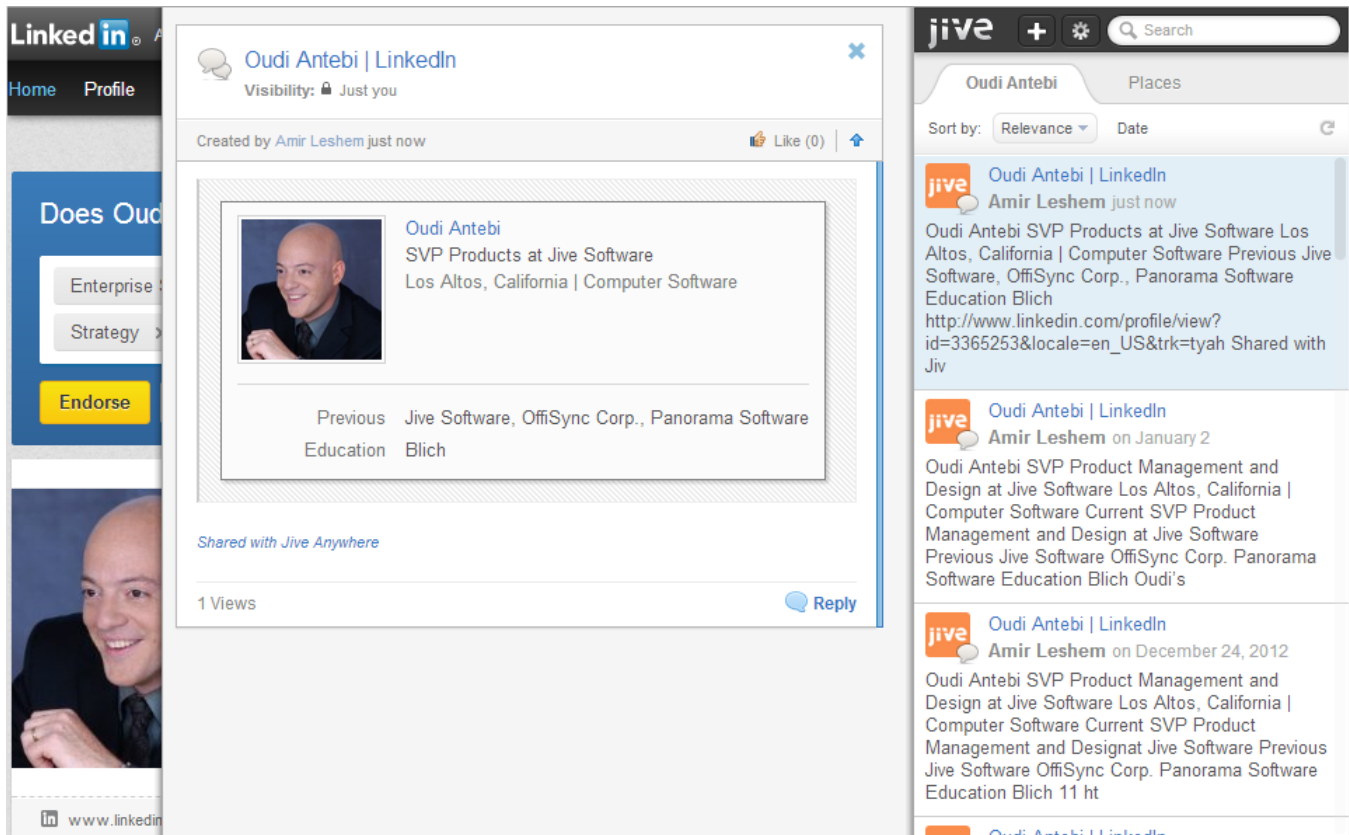 Linked in ® A
Home Profile
Does Oud
Enterprise
Strategy ×
Endorse
www.linkedin
Oudi Antebi | LinkedIn
Visibility: Just you
Created by Amir Leshem just now
Like (0)
Oudi Antebi
SVP Products at Jive Software
Los Altos, California | Computer Software
Previous Jive Software, OffiSync Corp., Panorama Software
Education Blich
Shared with Jive Anywhere
1 Views
Reply
jive + Search
Oudi Antebi Places
Sort by: Relevance Date
jive
Oudi Antebi | LinkedIn
Amir Leshem just now
Oudi Antebi SVP Products at Jive Software Los
Altos, California | Computer Software Previous Jive
Software, OffiSync Corp., Panorama Software
Education Blich
http://www.linkedin.com/profile/view?
id=3365253&locale=en_US&trk=tyah Shared with
Jiv
jive
Oudi Antebi | LinkedIn
Amir Leshem on January 2
Oudi Antebi SVP Product Management and
Design at Jive Software Los Altos, California |
Computer Software Current SVP Product
Management and Design at Jive Software
Previous Jive Software OffiSync Corp. Panorama
Software Education Blich Oudi's
jive
Oudi Antebi | LinkedIn
Amir Leshem on December 24, 2012
Oudi Antebi SVP Product Management and
Design at Jive Software Los Altos, California |
Computer Software Current SVP Product
Management and Designat Jive Software Previous
Jive Software OffiSync Corp. Panorama Software
Education Blich 11 ht
Oudi Antebi | LinkedIn